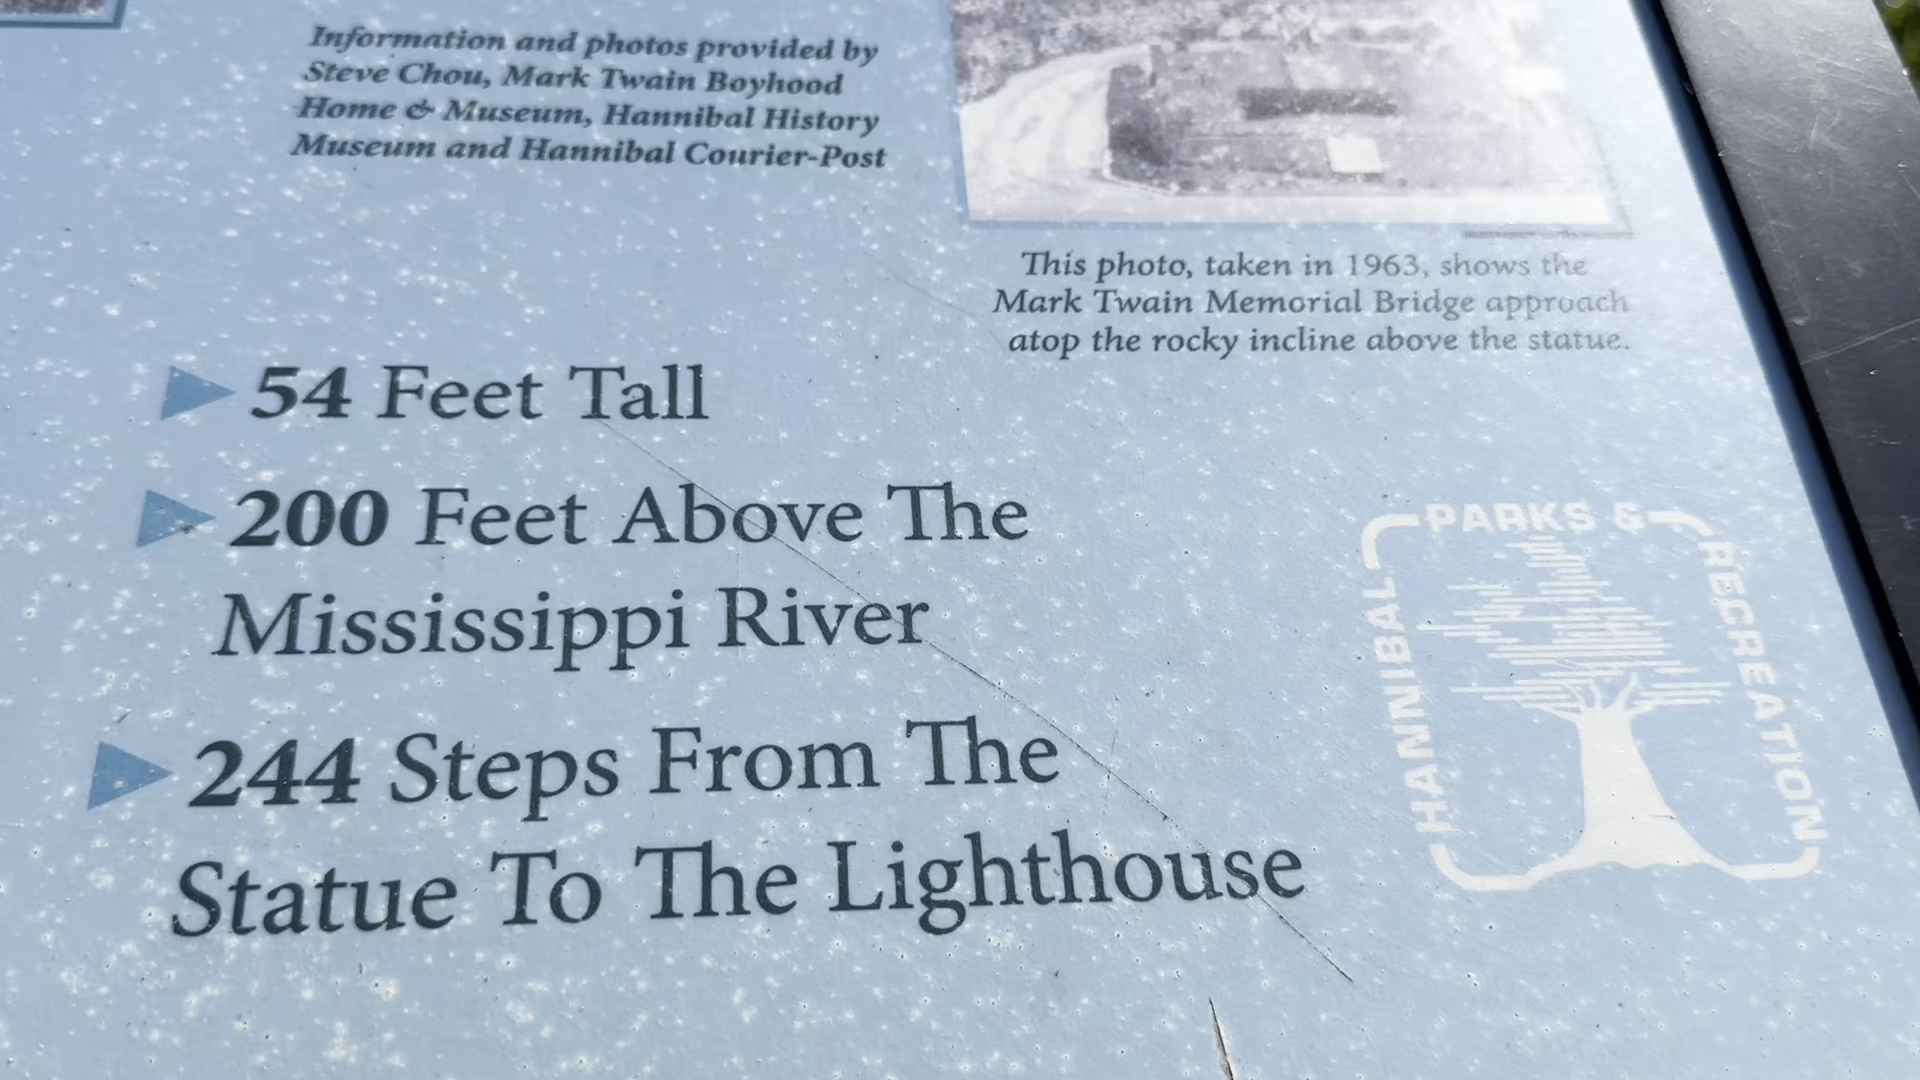 Information and photos provided by
Steve Chou, Mark Twain Boyhood
Home & Museum, Hannibal History
Museum and Hannibal Courier-Post
This photo, taken in 1963, shows the
Mark Twain Memorial Bridge approach
atop the rocky incline above the statue.
54 Feet Tall
200 Feet Above The
Mississippi River
244 Steps From The
Statue To The Lighthouse
HANNIBAL
PARKS &
RECREATION